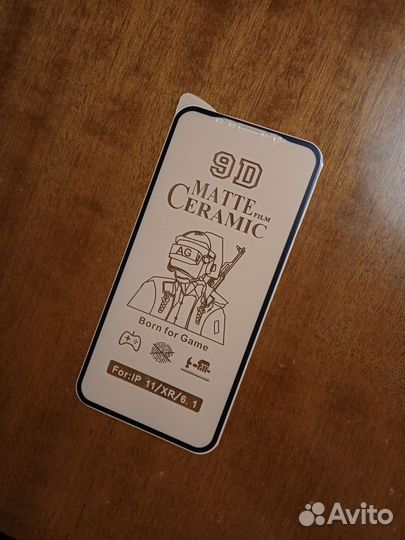 9D
MATTE
CERAMIC FILM
AG
Born for Game
For:IP 11/XR/6.1
Avito